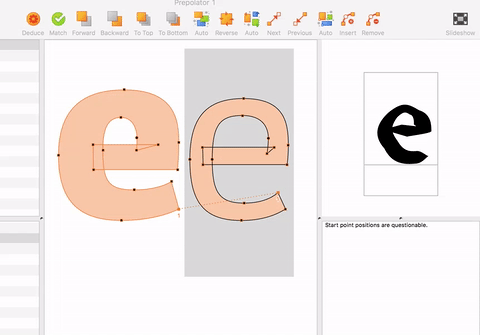 Prepolator 1
Deduce Match Forward Backward To Top To Bottom Auto Reverse Auto Next Previous Auto Insert Remove Slideshow
e e
e
Start point positions are questionable.